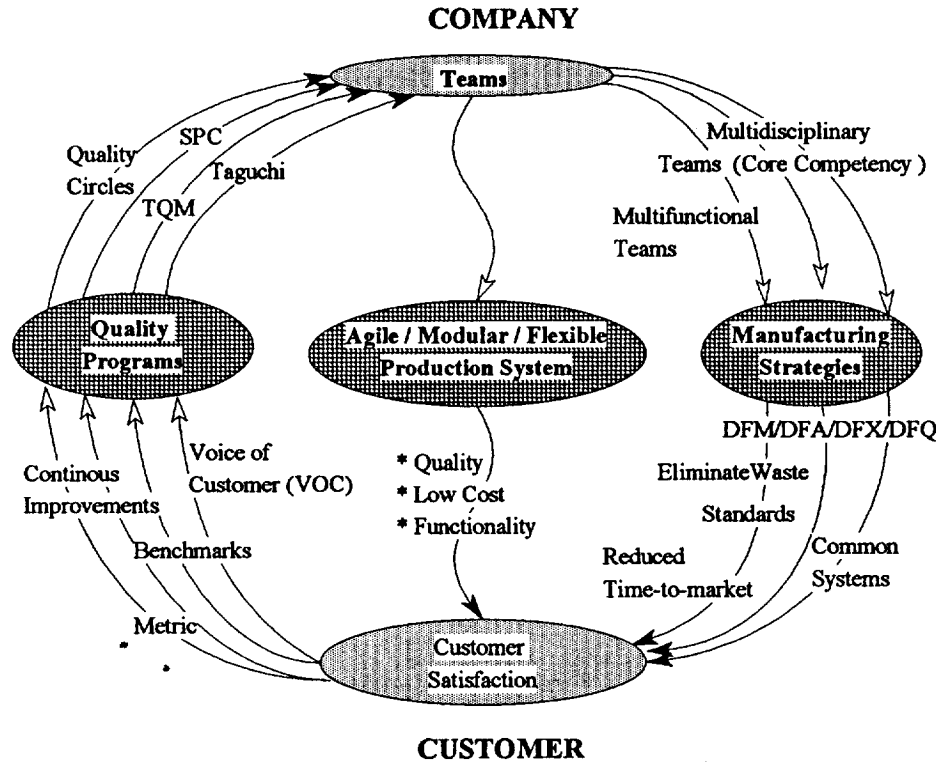 COMPANY
Teams
SPC
Quality
Circles
Taguchi
TQM
Multidisciplinary
Teams (Core Competency )
Multifunctional
Teams
Quality
Programs
Agile / Modular / Flexible
Production System
Manufacturing
Strategies
DFM/DFA/DFX/DFQ
Voice of
Customer (VOC)
Continous
Improvements
* Quality
* Low Cost
* Functionality
EliminateWaste
Standards
Benchmarks
Reduced
Time-to-market
Common
Systems
Metric
Customer
Satisfaction
CUSTOMER